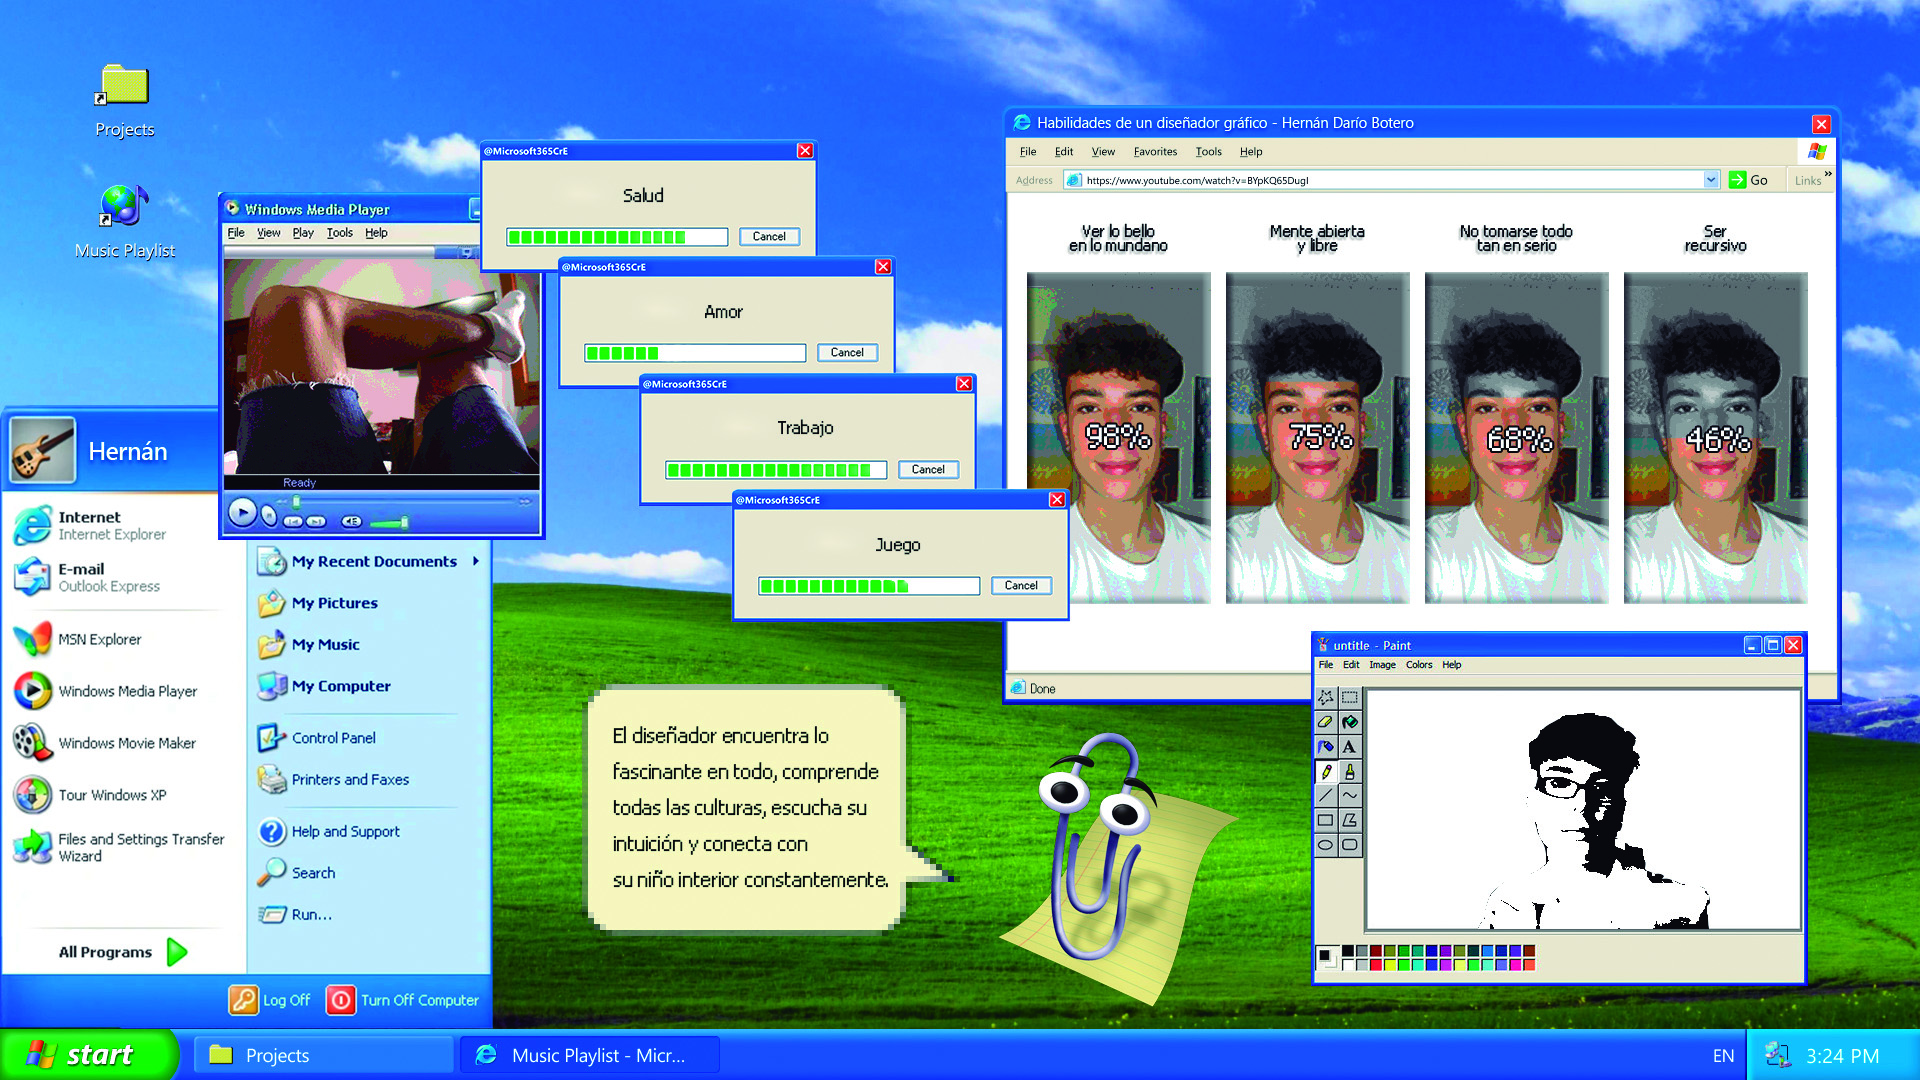 Projects
Music Playlist
Windows Media Player
File View Play Tools Help
Ready
@Microsoft365CrE
Salud
Cancel
@Microsoft365CrE
Amor
Cancel
@Microsoft365CrE
Trabajo
Cancel
@Microsoft365CrE
Juego
Cancel
Habilidades de un diseñador gráfico - Hernán Darío Botero
File Edit View Favorites Tools Help
Address https://www.youtube.com/watch?v=BYpKQ65DugI Go Links »
Ver lo bello
en lo mundano
98%
Mente abierta
y libre
75%
No tomarse todo
tan en serio
68%
Ser
recursivo
46%
Done
untitle - Paint
File Edit Image Colors Help
A
El diseñador encuentra lo
fascinante en todo, comprende
todas las culturas, escucha su
intuición y conecta con
su niño interior constantemente.
Hernán
Internet
Internet Explorer
E-mail
Outlook Express
MSN Explorer
Windows Media Player
Windows Movie Maker
Tour Windows XP
Files and Settings Transfer
Wizard
All Programs
My Recent Documents
My Pictures
My Music
My Computer
Control Panel
Printers and Faxes
Help and Support
Search
Run...
Log Off Turn Off Computer
start
Projects
Music Playlist - Micr...
EN
3:24 PM